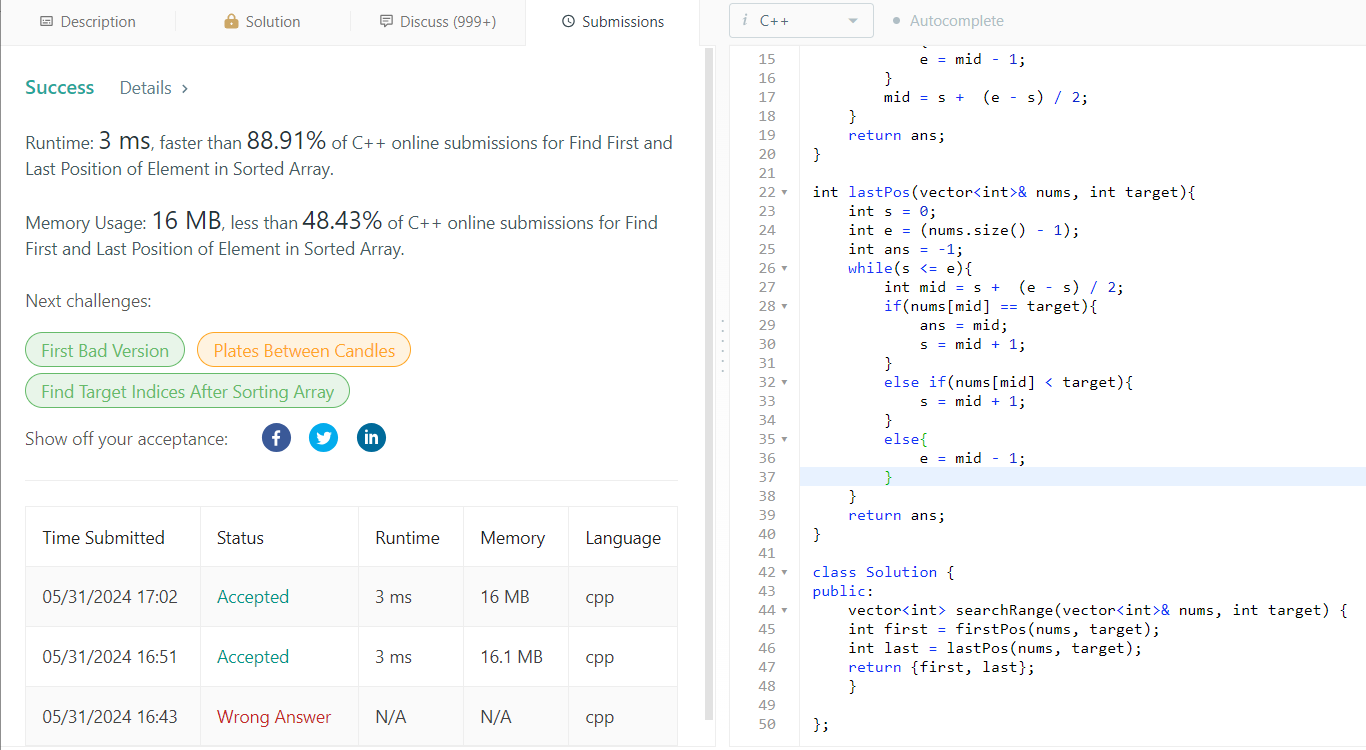 Description
Solution
Discuss (999+)
Submissions
i C++
Autocomplete
Success Details >
Runtime: 3 ms, faster than 88.91% of C++ online submissions for Find First and
Last Position of Element in Sorted Array.
Memory Usage: 16 MB, less than 48.43% of C++ online submissions for Find
First and Last Position of Element in Sorted Array.
Next challenges:
First Bad Version
Plates Between Candles
Find Target Indices After Sorting Array
Show off your acceptance:
Time Submitted Status Runtime Memory Language
05/31/2024 17:02 Accepted 3 ms 16 MB cpp
05/31/2024 16:51 Accepted 3 ms 16.1 MB cpp
05/31/2024 16:43 Wrong Answer N/A N/A cpp
15 e = mid - 1;
16 }
17 mid = s +  (e - s) / 2;
18 }
19 return ans;
20 }
21
22 int lastPos(vector<int>& nums, int target){
23 int s = 0;
24 int e = (nums.size() - 1);
25 int ans = -1;
26 while(s <= e){
27 int mid = s +  (e - s) / 2;
28 if(nums[mid] == target){
29 ans = mid;
30 s = mid + 1;
31 }
32 else if(nums[mid] < target){
33 s = mid + 1;
34 }
35 else{
36 e = mid - 1;
37 }
38 }
39 return ans;
40 }
41
42 class Solution {
43 public:
44 vector<int> searchRange(vector<int>& nums, int target) {
45 int first = firstPos(nums, target);
46 int last = lastPos(nums, target);
47 return {first, last};
48 }
49
50 };